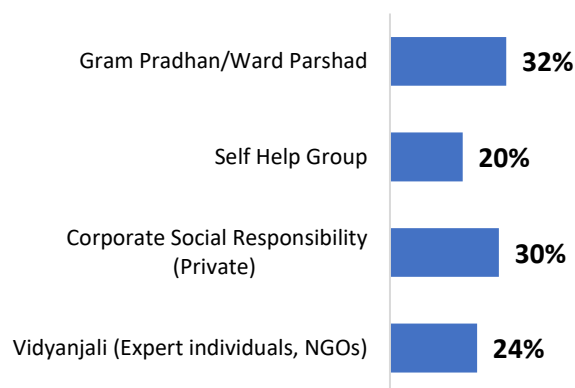 Gram Pradhan/Ward Parshad
32%
Self Help Group
20%
Corporate Social Responsibility
(Private)
30%
Vidyanjali (Expert individuals, NGOs)
24%